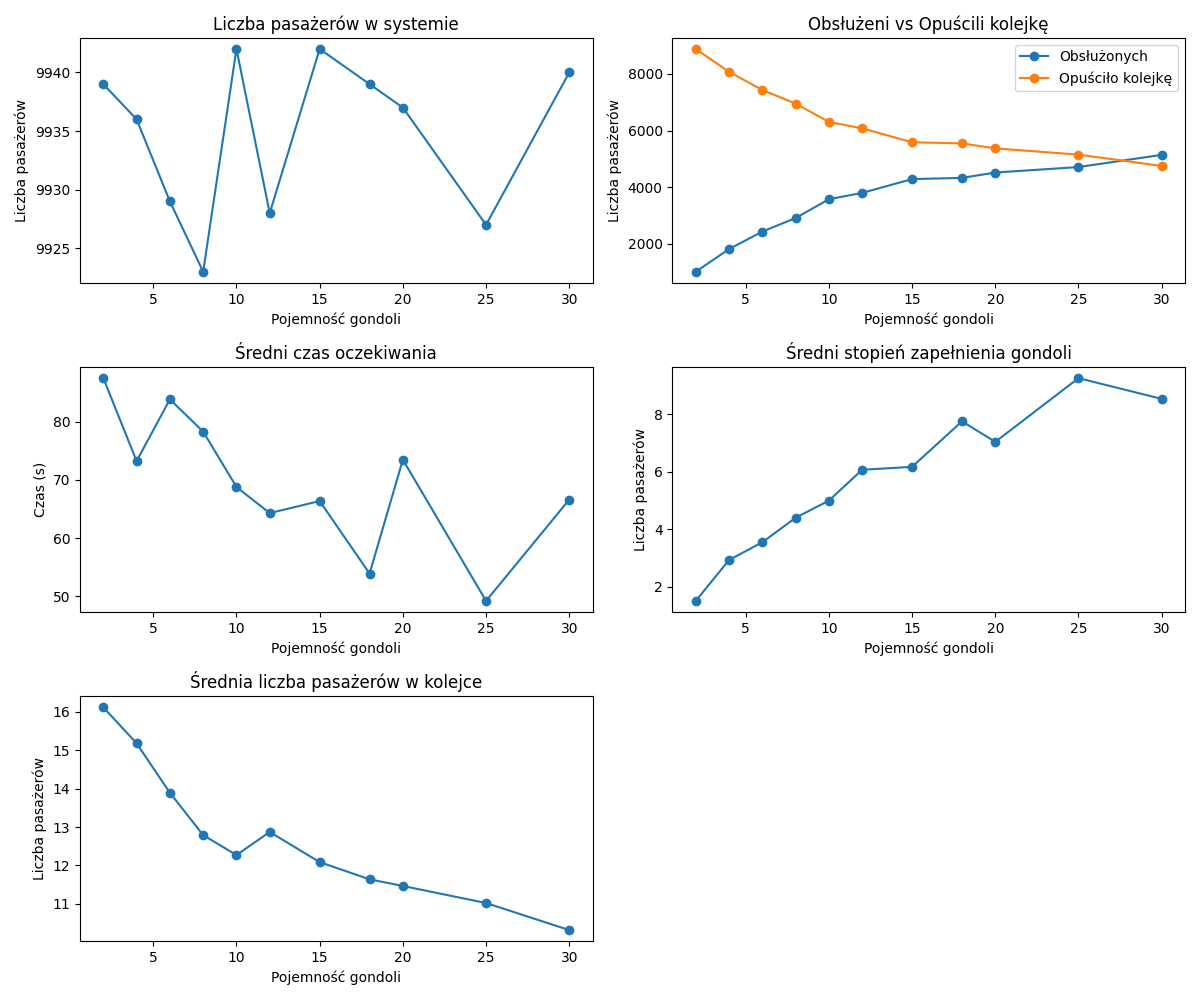 Liczba pasażerów w systemie
Liczba pasażerów
9940
9935
9930
9925
5 10 15 20 25 30
Pojemność gondoli
Obsłużeni vs Opuścili kolejkę
Obsłużonych
Opuściło kolejkę
Liczba pasażerów
8000
6000
4000
2000
5 10 15 20 25 30
Pojemność gondoli
Średni czas oczekiwania
Czas (s)
80
70
60
50
5 10 15 20 25 30
Pojemność gondoli
Średni stopień zapełnienia gondoli
Liczba pasażerów
8
6
4
2
5 10 15 20 25 30
Pojemność gondoli
Średnia liczba pasażerów w kolejce
Liczba pasażerów
16
15
14
13
12
11
5 10 15 20 25 30
Pojemność gondoli